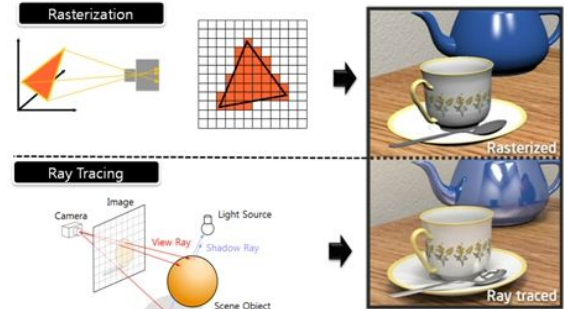 Rasterization
Rasterized
Ray Tracing
Image
Camera
Light Source
View Ray
Shadow Ray
Scene Object
Ray traced